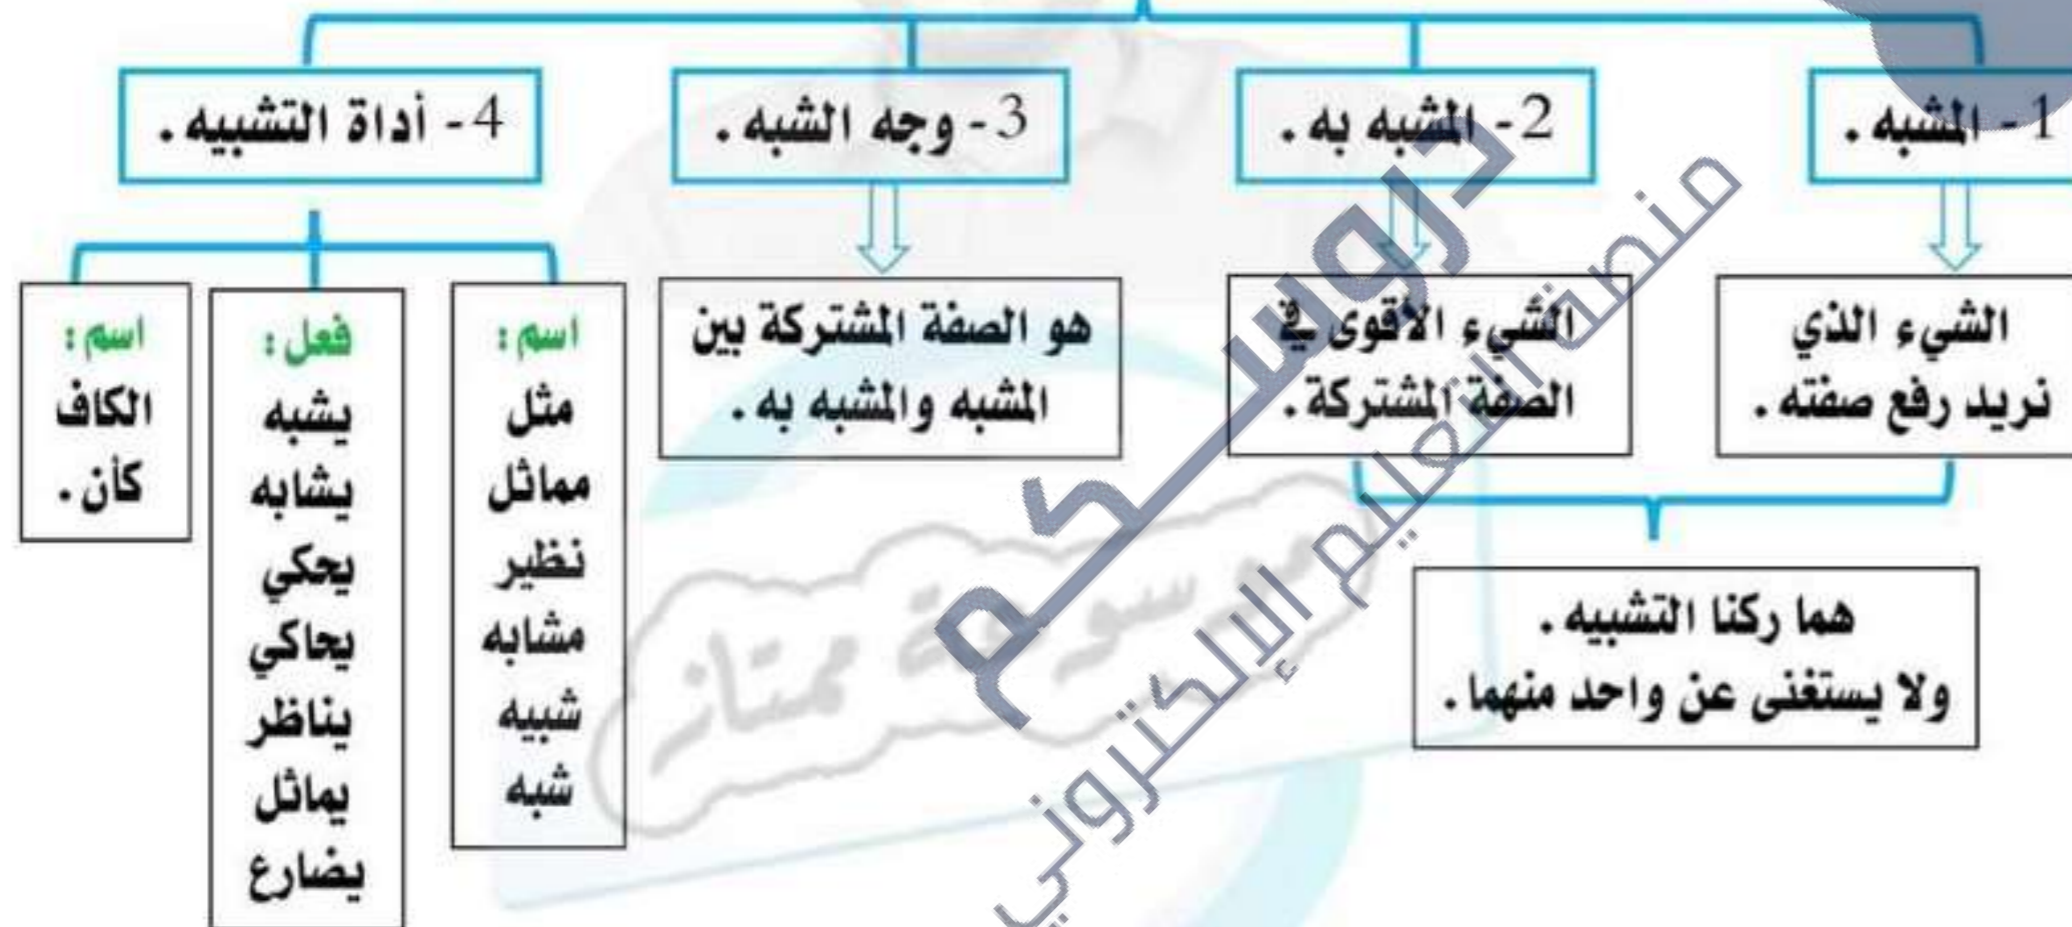 1- المشبه .
2- المشبه به .
3- وجه الشبه .
4- أداة التشبيه .
الشيء الذي
نريد رفع صفته .
الشيء الأقوى في
الصفة المشتركة .
هو الصفة المشتركة بين
المشبه والمشبه به .
هما ركنا التشبيه .
ولا يستغنى عن واحد منهما .
اسم :
مثل
مماثل
نظير
مشابه
شبيه
شبه
فعل :
يشبه
يشابه
يحكي
يحاكي
يناظر
يماثل
يضارع
اسم :
الكاف
كأن .
دروسكم
منصة التعليم الإلكتروني
موسوعة ممتاز